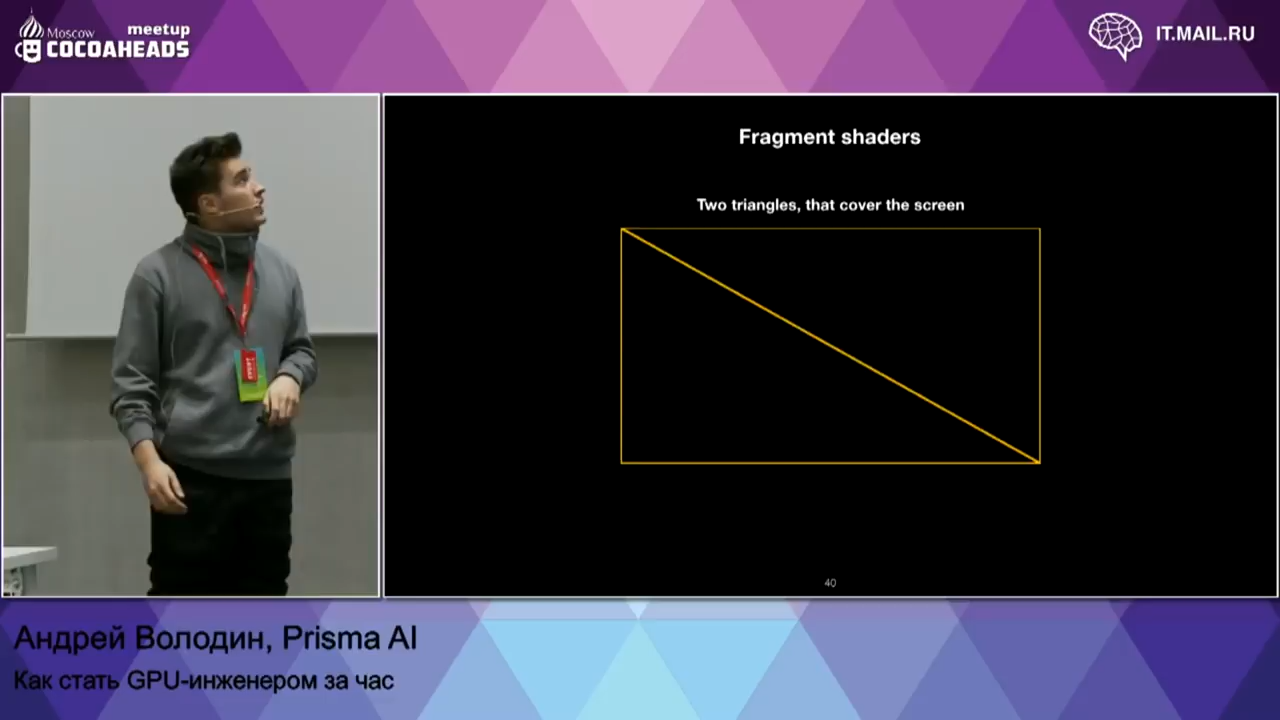 Moscow meetup
COCOAHEADS
IT.MAIL.RU
Fragment shaders
Two triangles, that cover the screen
40
Андрей Володин, Prisma AI
Как стать GPU-инженером за час